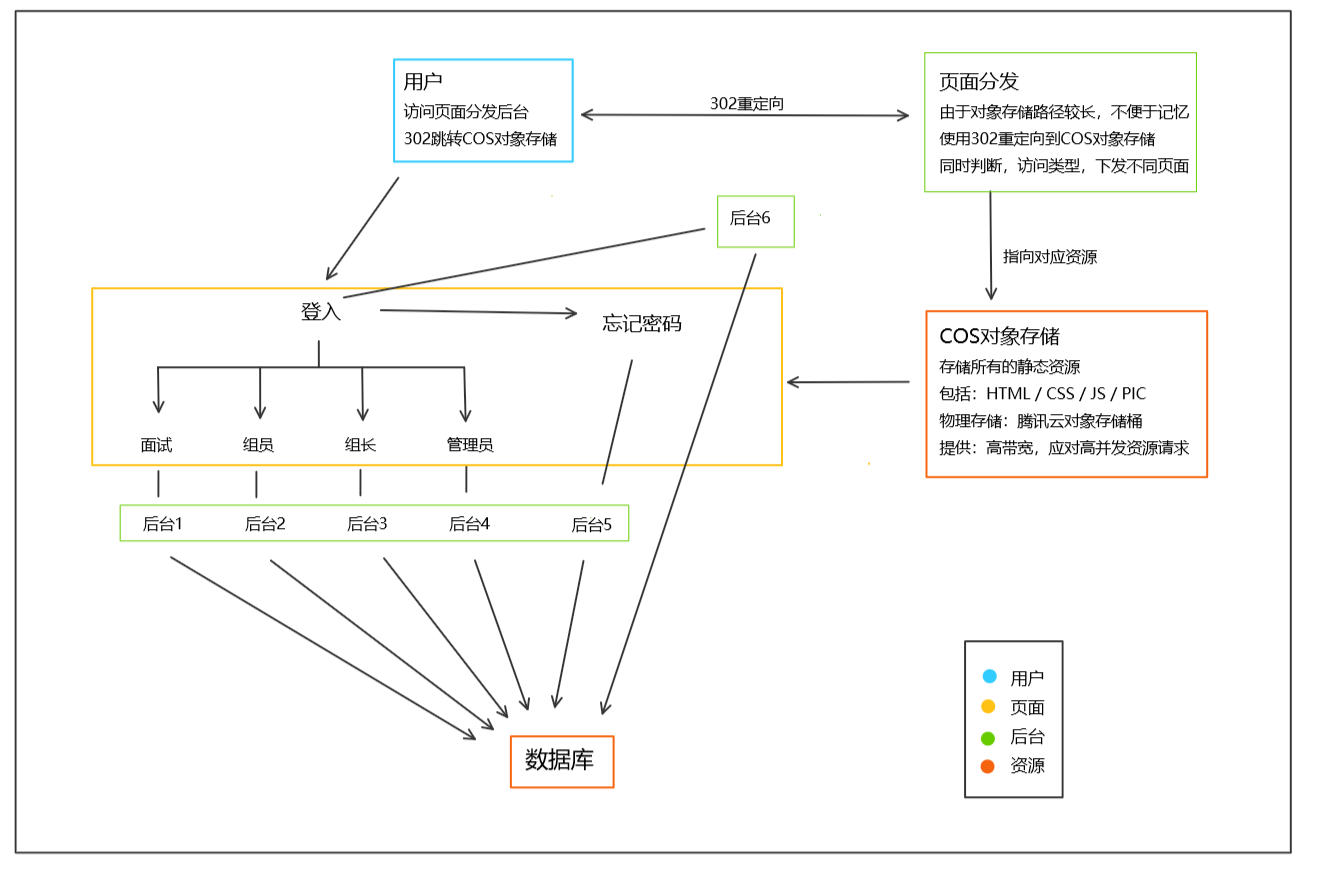 用户
访问页面分发后台
302跳转COS对象存储
302重定向
页面分发
由于对象存储路径较长，不便于记忆
使用302重定向到COS对象存储
同时判断，访问类型，下发不同页面
后台6
指向对应资源
登入
忘记密码
COS对象存储
存储所有的静态资源
包括：HTML / CSS / JS / PIC
物理存储：腾讯云对象存储桶
提供：高带宽，应对高并发资源请求
面试
组员
组长
管理员
后台1
后台2
后台3
后台4
后台5
数据库
用户
页面
后台
资源